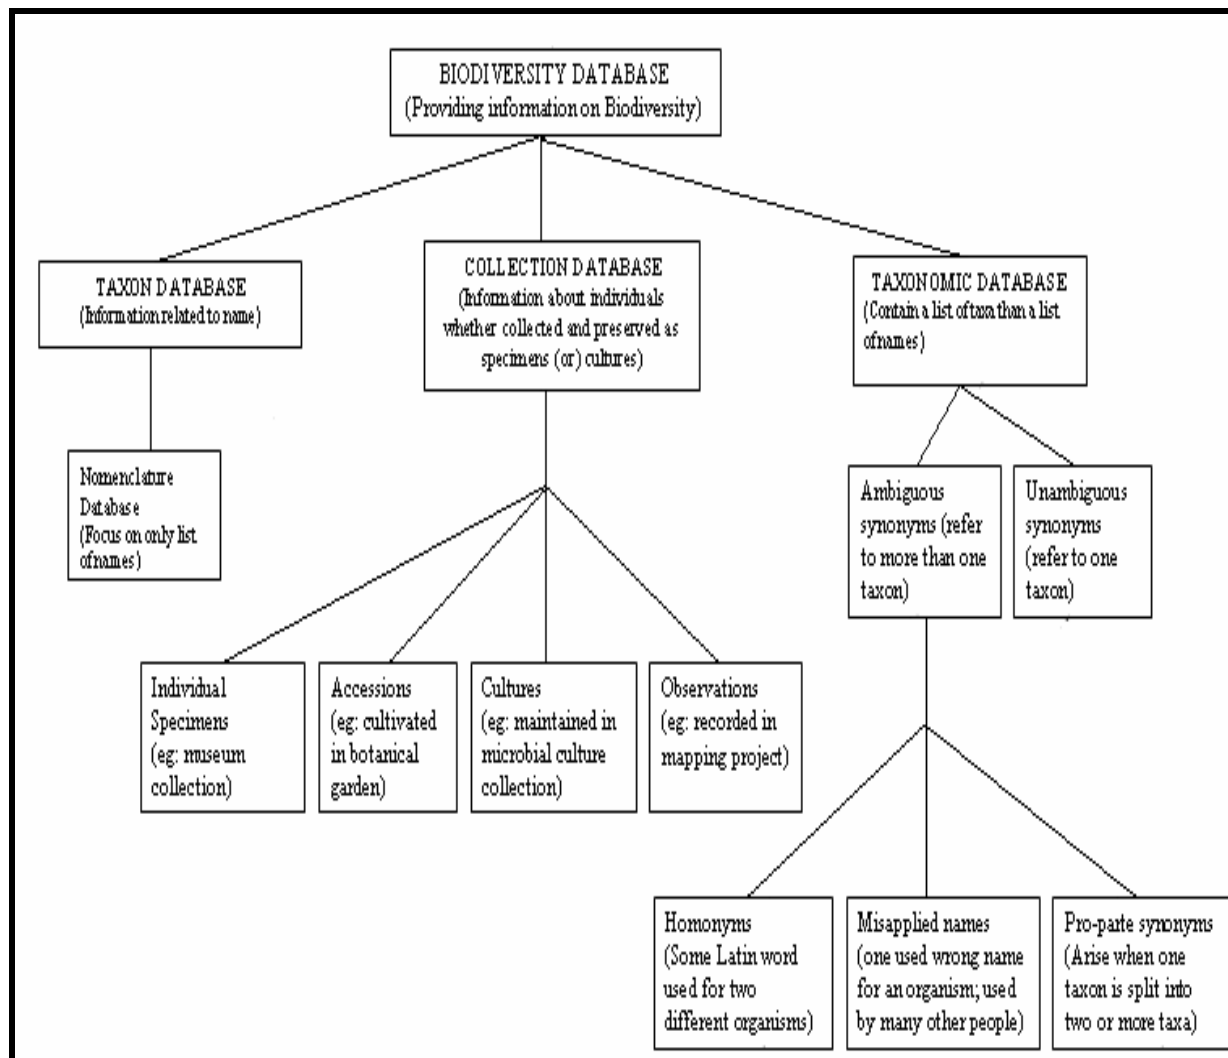 BIODIVERSITY DATABASE
(Providing information on Biodiversity)
TAXON DATABASE
(Information related to name)
COLLECTION DATABASE
(Information about individuals
whether collected and preserved as
specimens (or) cultures)
TAXONOMIC DATABASE
(Contain a list of taxa than a list
of names)
Nomenclature
Database
(Focus on only list
of names)
Ambiguous
synonyms (refer
to more than one
taxon)
Unambiguous
synonyms
(refer to one
taxon)
Individual
Specimens
(eg: museum
collection)
Accessions
(eg: cultivated
in botanical
garden)
Cultures
(eg: maintained in
microbial culture
collection)
Observations
(eg: recorded in
mapping project)
Homonyms
(Some Latin word
used for two
different organisms)
Misapplied names
(one used wrong name
for an organism; used
by many other people)
Pro-parte synonyms
(Arise when one
taxon is split into
two or more taxa)